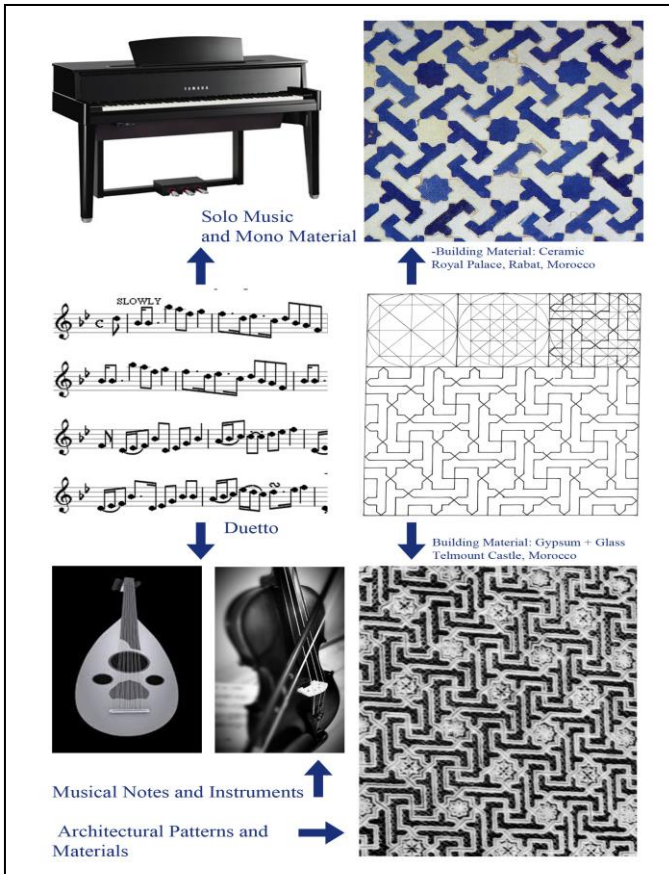 YAMAHA
Solo Music
and Mono Material
-Building Material: Ceramic
Royal Palace, Rabat, Morocco
SLOWLY
Duetto
Building Material: Gypsum + Glass
Telmount Castle, Morocco
Musical Notes and Instruments
Architectural Patterns and
Materials